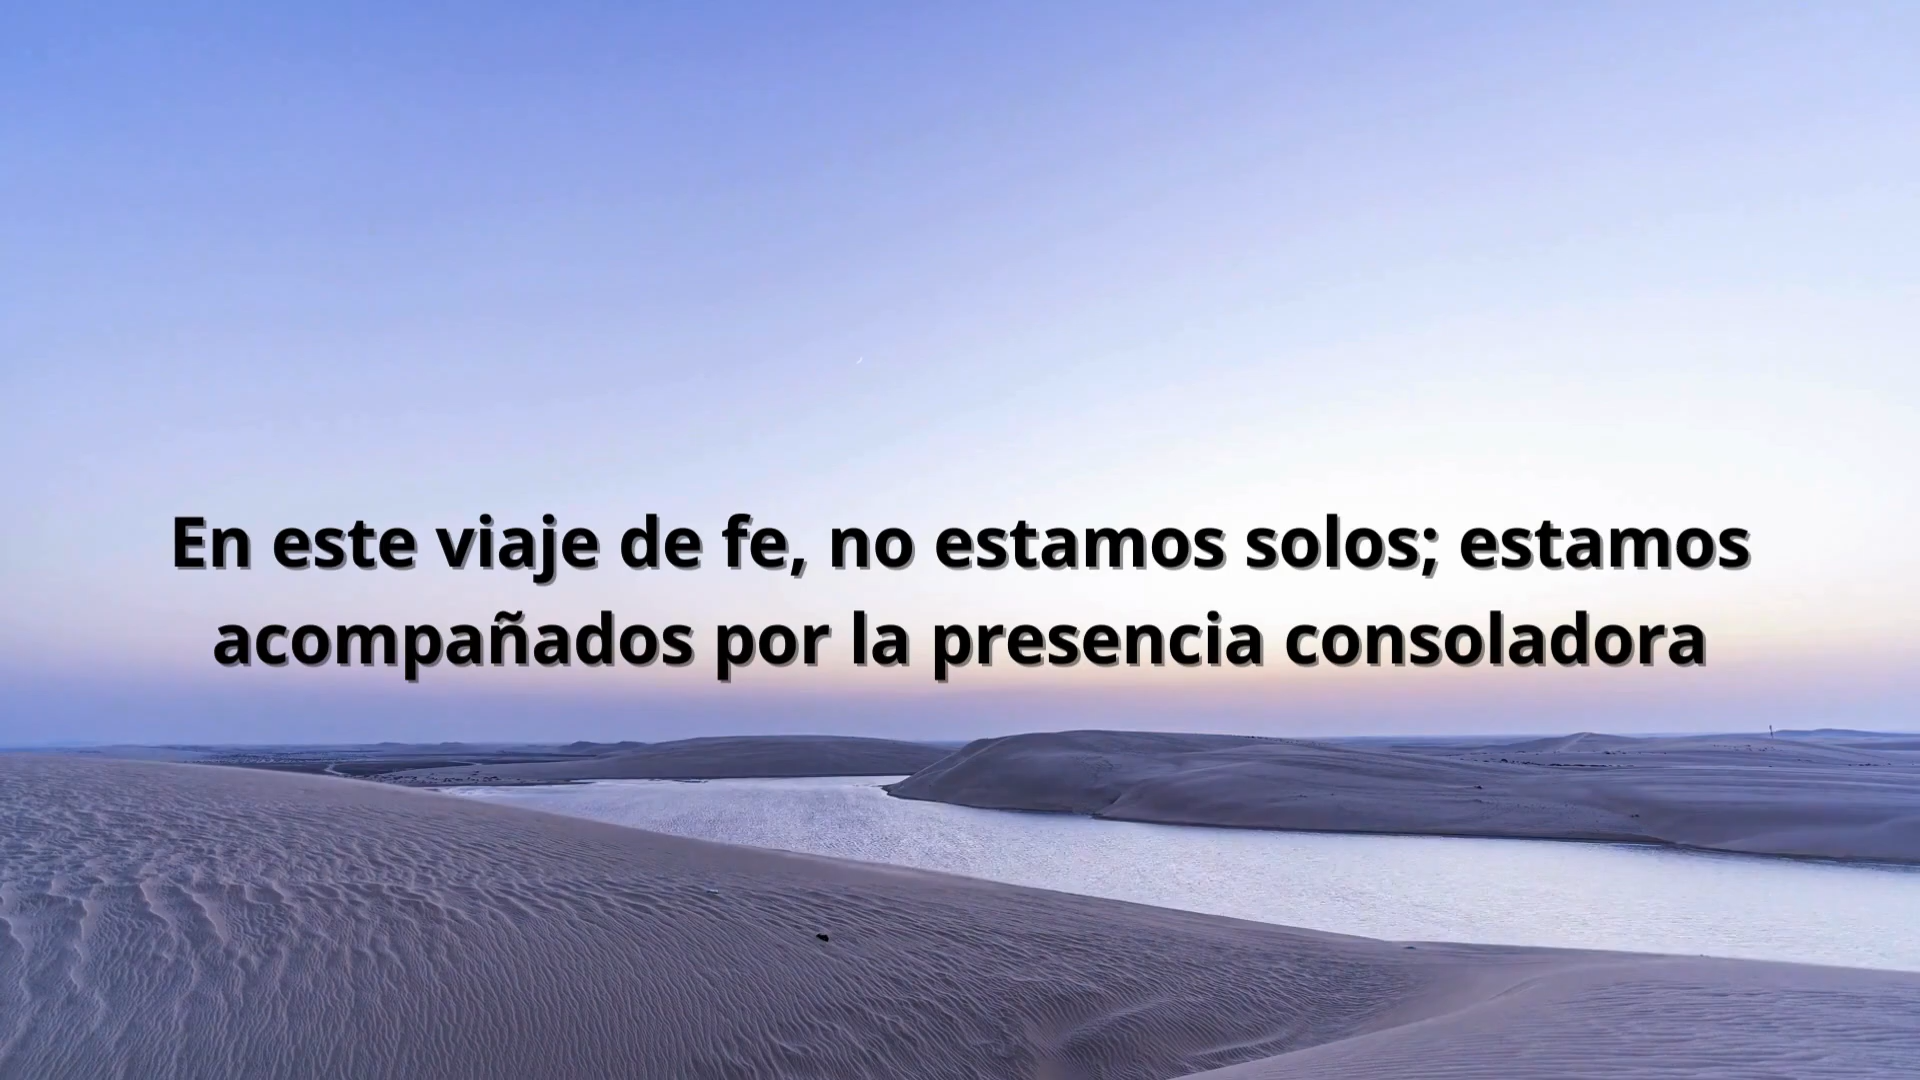 En este viaje de fe, no estamos solos; estamos
acompañados por la presencia consoladora